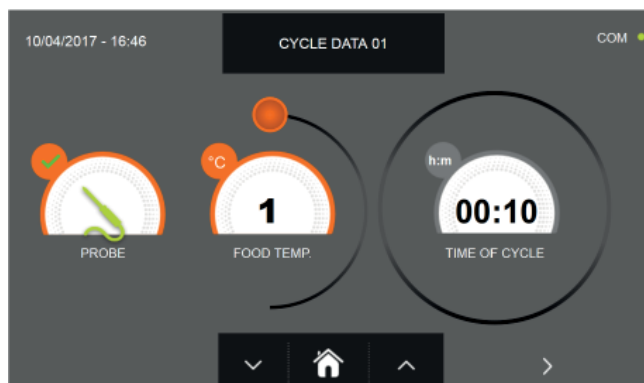 10/04/2017 - 16:46
CYCLE DATA 01
COM
°C
h:m
1
00:10
PROBE
FOOD TEMP.
TIME OF CYCLE